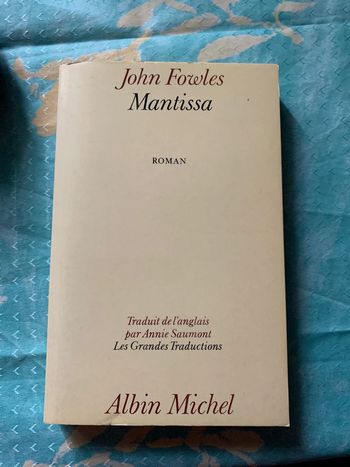 John Fowles
Mantissa
ROMAN
Traduit de l'anglais
par Annie Saumont
Les Grandes Traductions
Albin Michel